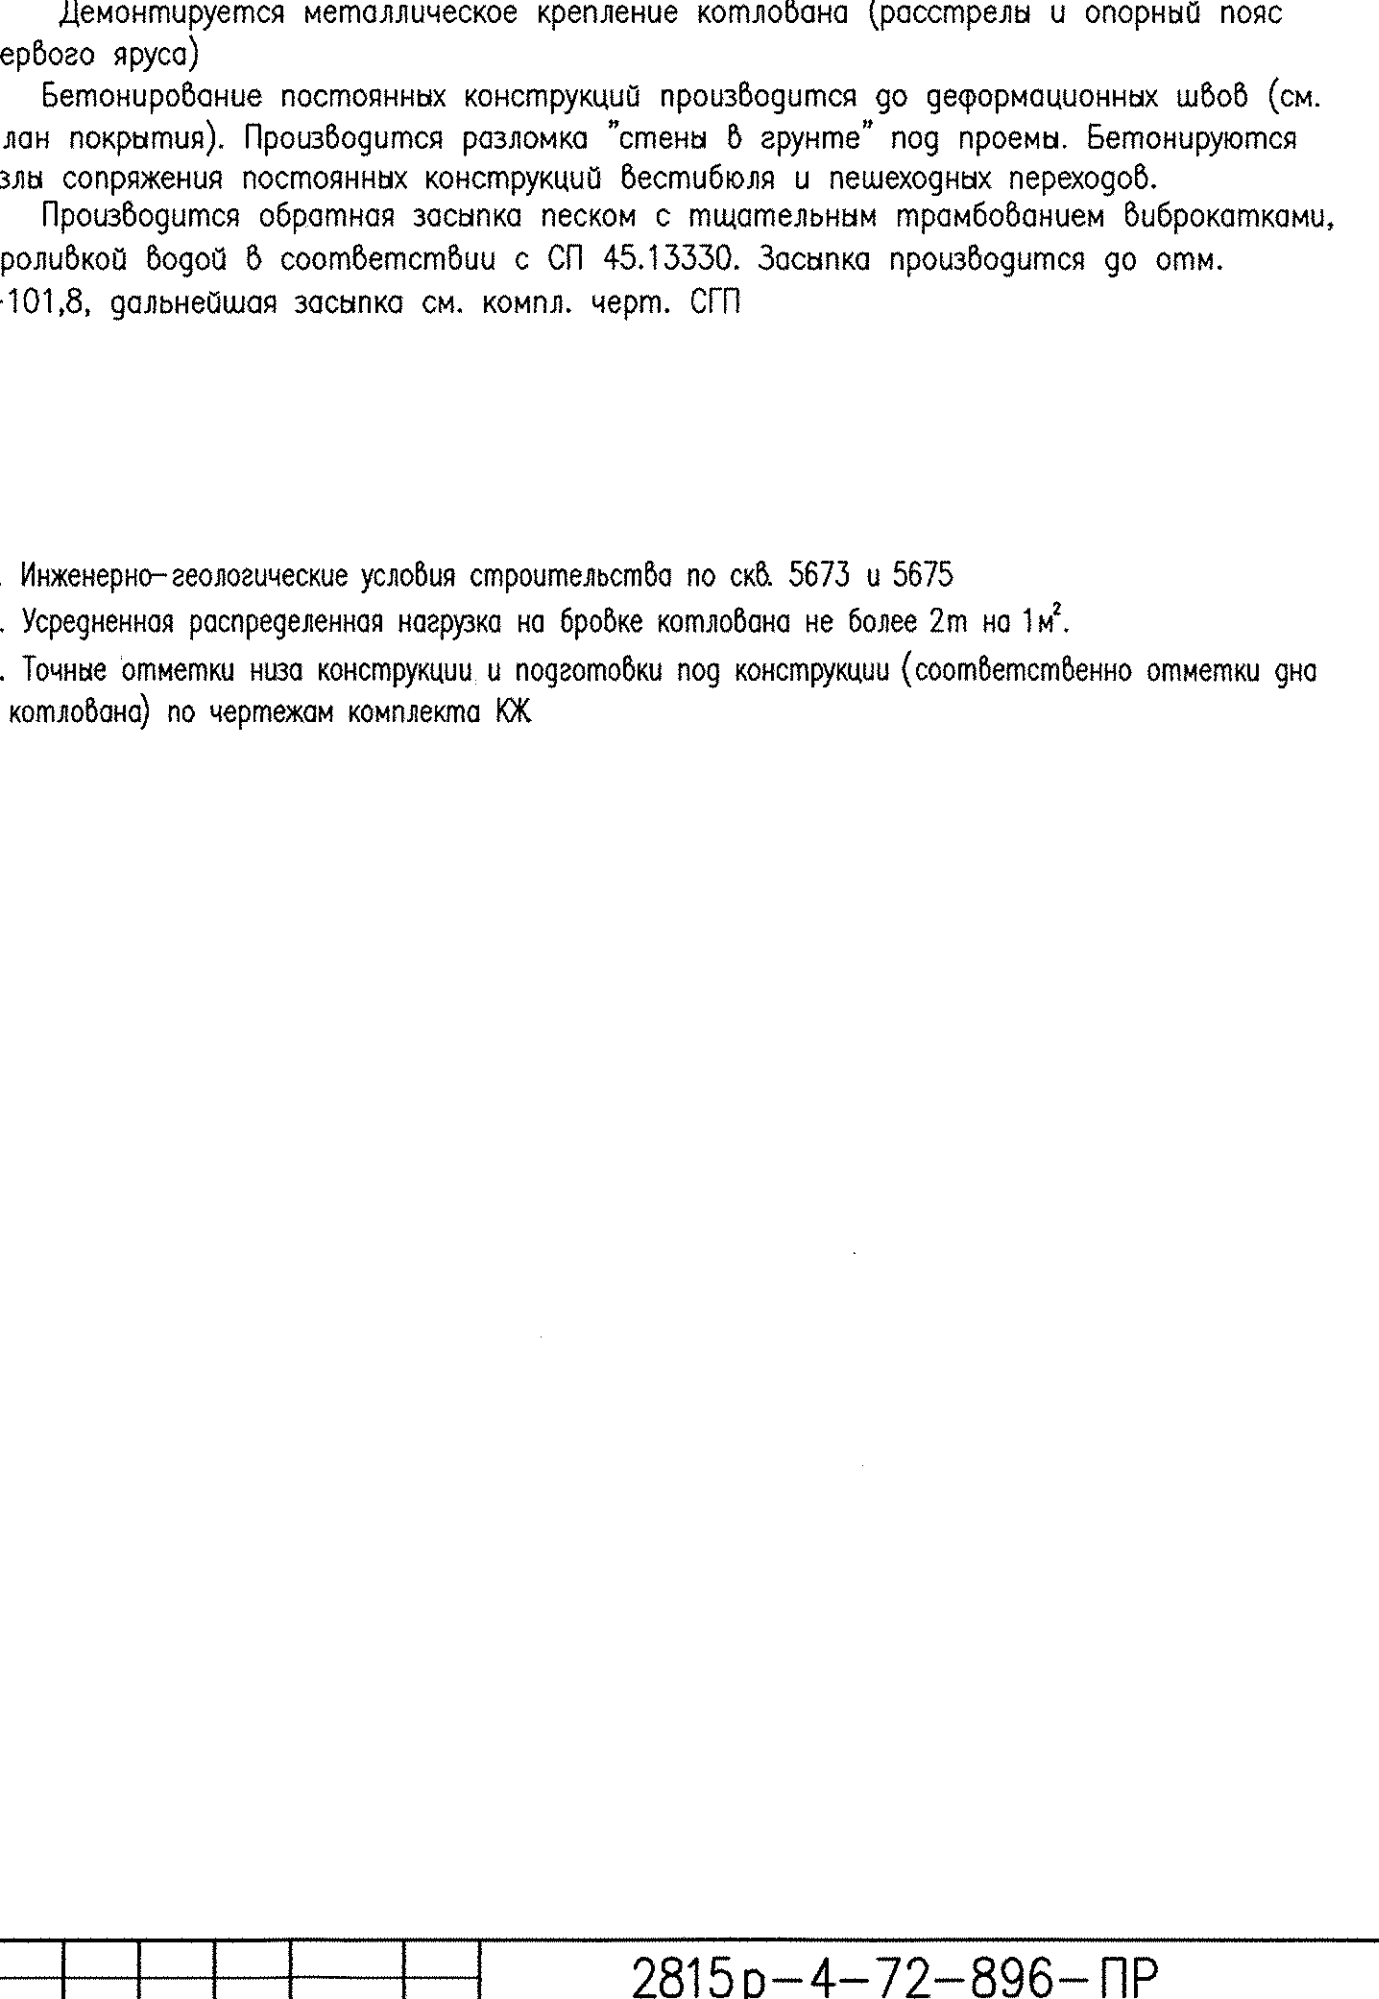 Демонтируется металлическое крепление котлована (расстрелы и опорный пояс
ервого яруса)
Бетонирование постоянных конструкций производится до деформационных швов (см.
лан покрытия). Производится разломка "стены в грунте" под проемы. Бетонируются
злы сопряжения постоянных конструкций вестибюля и пешеходных переходов.
Производится обратная засыпка песком с тщательным трамбованием виброкатками,
роливкой водой в соответствии с СП 45.13330. Засыпка производится до отм.
-101,8, дальнейшая засыпка см. компл. черт. СГП
. Инженерно-геологические условия строительства по скв. 5673 и 5675
. Усредненная распределенная нагрузка на бровке котлована не более 2т на 1м².
. Точные отметки низа конструкции и подготовки под конструкции (соответственно отметки дна
котлована) по чертежам комплекта КЖ
2815р-4-72-896-ПР